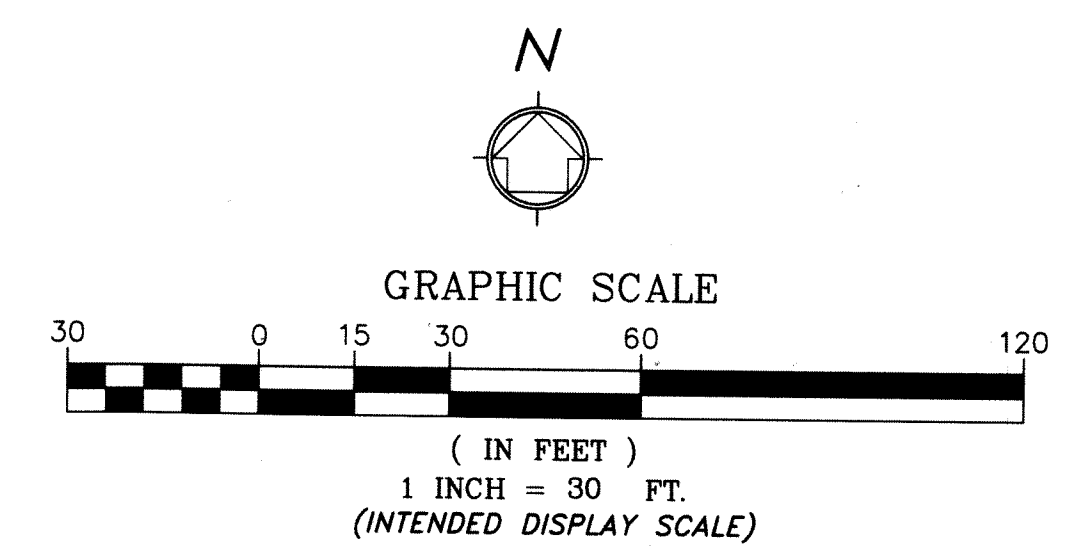 N
GRAPHIC SCALE
30 0 15 30 60 120
( IN FEET )
1 INCH = 30 FT.
(INTENDED DISPLAY SCALE)